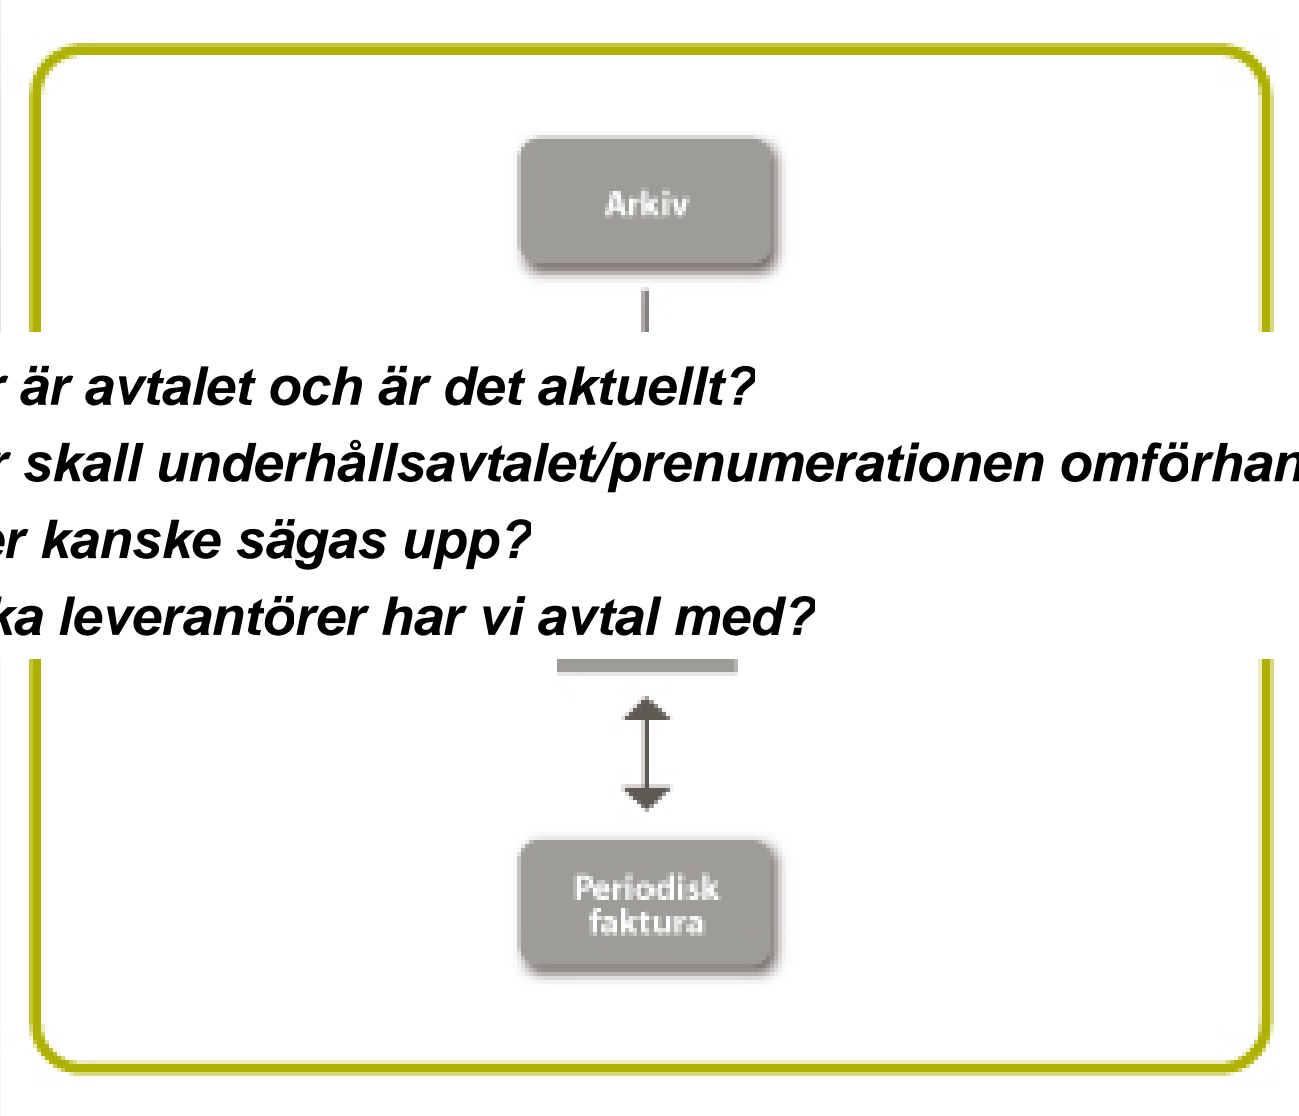 Arkiv
r är avtalet och är det aktuellt?
r skall underhållsavtalet/prenumerationen omförhan
er kanske sägas upp?
ka leverantörer har vi avtal med?
Periodisk
faktura